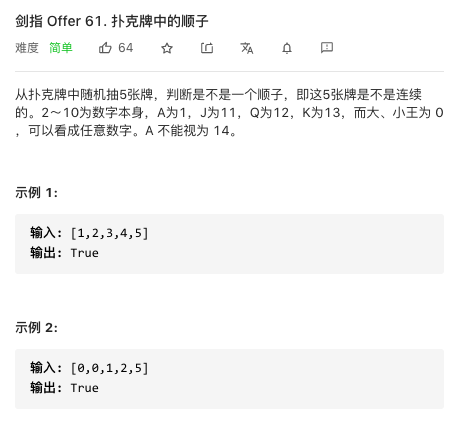 剑指 Offer 61. 扑克牌中的顺子
难度 简单 64
从扑克牌中随机抽5张牌，判断是不是一个顺子，即这5张牌是不是连续
的。2～10为数字本身，A为1，J为11，Q为12，K为13，而大、小王为 0
，可以看成任意数字。A 不能视为 14。
示例 1:
输入: [1,2,3,4,5]
输出: True
示例 2:
输入: [0,0,1,2,5]
输出: True